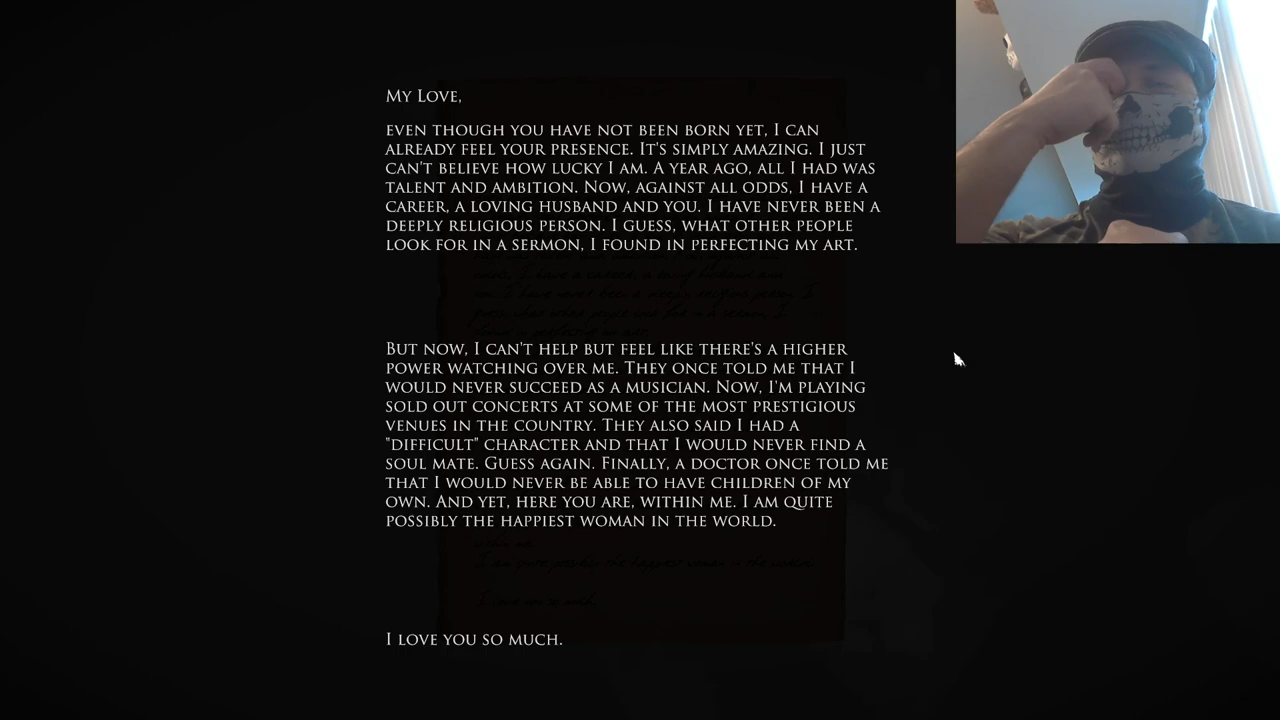 My Love,
even though you have not been born yet, I can
already feel your presence. It's simply amazing. I just
can't believe how lucky I am. A year ago, all I had was
talent and ambition. Now, against all odds, I have a
career, a loving husband and you. I have never been a
deeply religious person. I guess, what other people
look for in a sermon, I found in perfecting my art.
But now, I can't help but feel like there's a higher
power watching over me. They once told me that I
would never succeed as a musician. Now, I'm playing
sold out concerts at some of the most prestigious
venues in the country. They also said I had a
"difficult" character and that I would never find a
soul mate. Guess again. Finally, a doctor once told me
that I would never be able to have children of my
own. And yet, here you are, within me. I am quite
possibly the happiest woman in the world.
I love you so much.